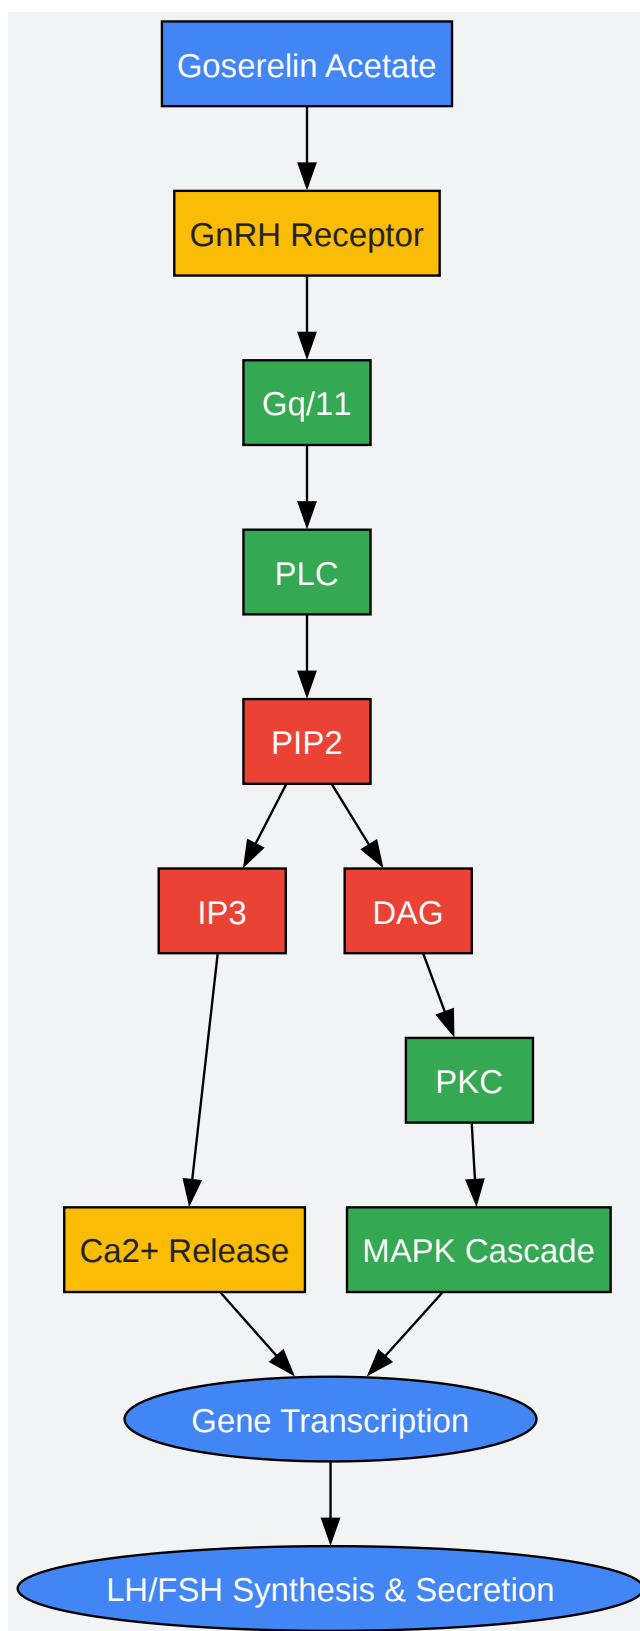 Goserelin Acetate
GnRH Receptor
Gq/11
PLC
PIP2
IP3
DAG
PKC
Ca2+ Release
MAPK Cascade
Gene Transcription
LH/FSH Synthesis & Secretion